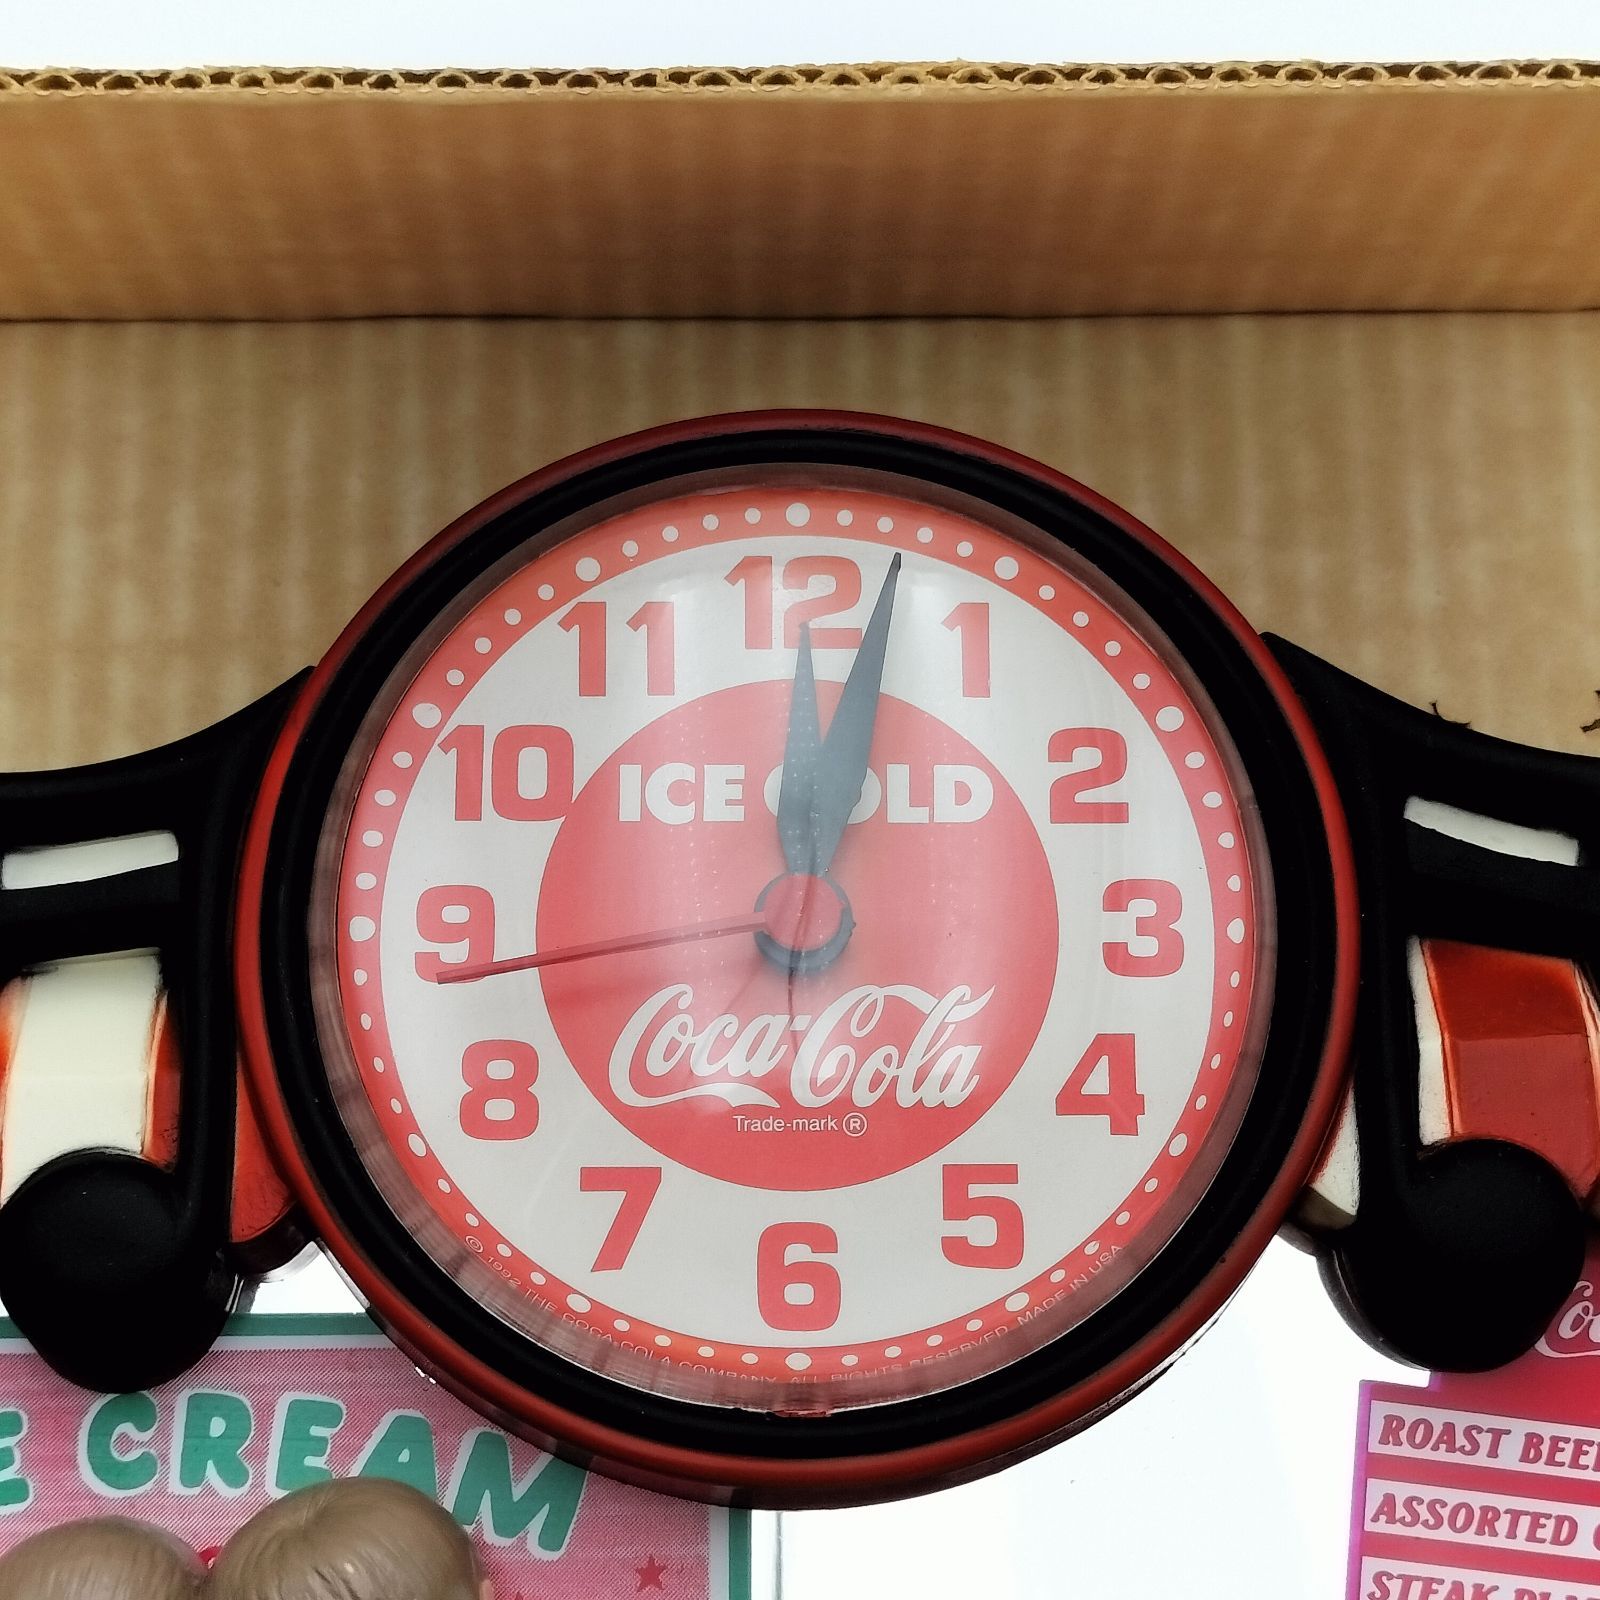 12
11
1
10
2
ICE COLD
9
3
Coca-Cola
Trade-mark ®
8
4
7
5
6
© 1992 THE COCA-COLA COMPANY. ALL RIGHTS RESERVED. MADE IN USA
CREAM
ROAST BEEF
ASSORTED
STEAK